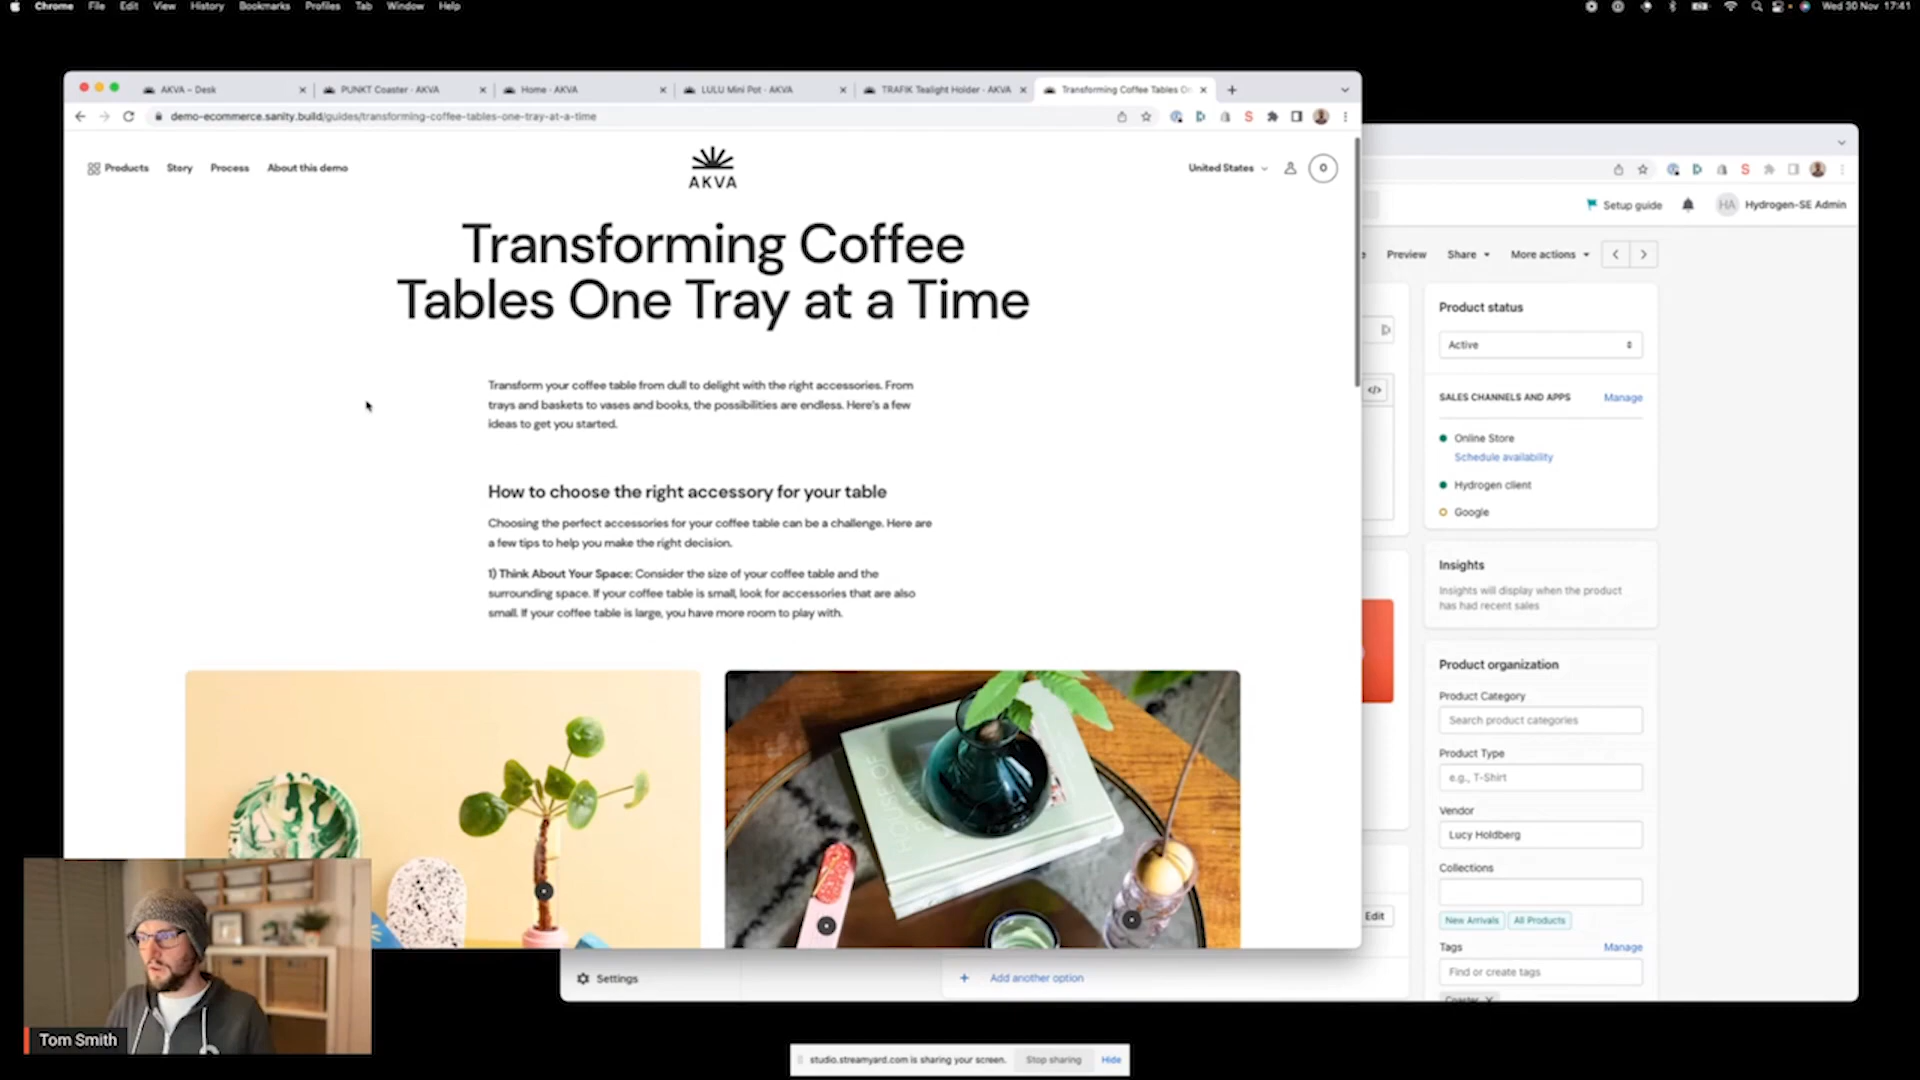 Chrome File Edit View History Bookmarks Profiles Tab Window Help
Wed 30 Nov 17:41
AKVA – Desk
PUNKT Coaster · AKVA
Home · AKVA
LULU Mini Pot · AKVA
TRAFIK Tealight Holder · AKVA
Transforming Coffee Tables On
demo-ecommerce.sanity.build/guides/transforming-coffee-tables-one-tray-at-a-time
Products Story Process About this demo
AKVA
United States
0
Transforming Coffee
Tables One Tray at a Time
Transform your coffee table from dull to delight with the right accessories. From
trays and baskets to vases and books, the possibilities are endless. Here's a few
ideas to get you started.
How to choose the right accessory for your table
Choosing the perfect accessories for your coffee table can be a challenge. Here are
a few tips to help you make the right decision.
1) Think About Your Space: Consider the size of your coffee table and the
surrounding space. If your coffee table is small, look for accessories that are also
small. If your coffee table is large, you have more room to play with.
HOUSE OF
Setup guide
HA Hydrogen-SE Admin
Preview Share More actions
Product status
Active
SALES CHANNELS AND APPS Manage
Online Store
Schedule availability
Hydrogen client
Google
Insights
Insights will display when the product
has had recent sales
Product organization
Product Category
Search product categories
Product Type
e.g., T-Shirt
Vendor
Lucy Holdberg
Collections
New Arrivals All Products
Tags Manage
Find or create tags
Coaster
Edit
Settings
Add another option
Tom Smith
studio.streamyard.com is sharing your screen. Stop sharing Hide